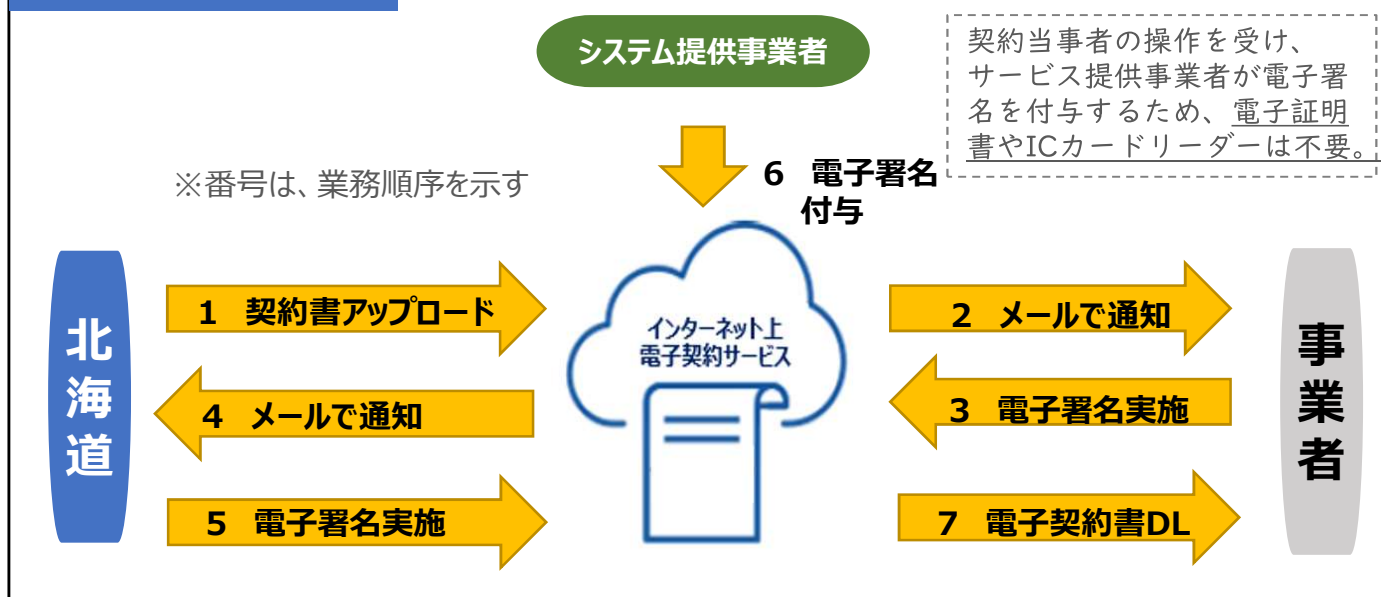 システム提供事業者
契約当事者の操作を受け、
サービス提供事業者が電子署
名を付与するため、電子証明
書やICカードリーダーは不要。
6 電子署名
付与
※番号は、業務順序を示す
北海道
1 契約書アップロード
インターネット上
電子契約サービス
2 メールで通知
事業者
4 メールで通知
3 電子署名実施
5 電子署名実施
7 電子契約書DL